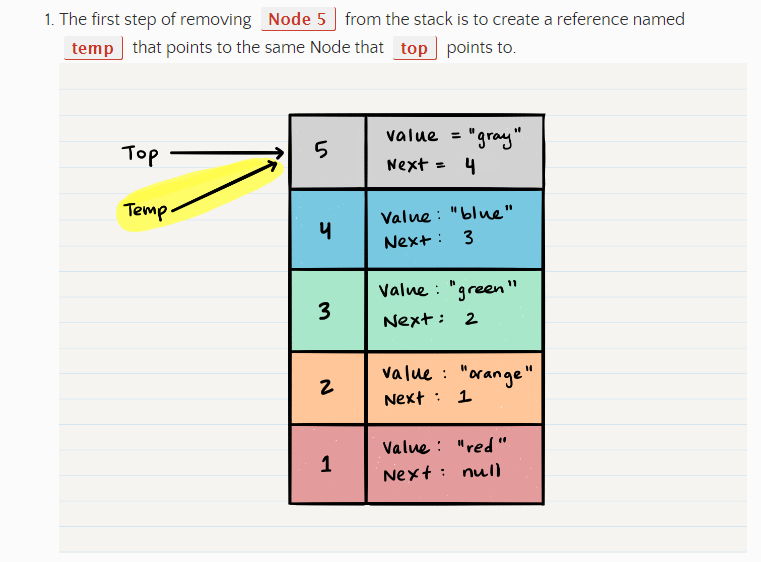 1. The first step of removing Node 5 from the stack is to create a reference named
temp that points to the same Node that top points to.
Top
5
value = "gray"
Next = 4
Temp
4
Value : "blue"
Next : 3
3
Value : "green"
Next : 2
2
value : "orange"
Next : 1
1
Value : "red"
Next : null